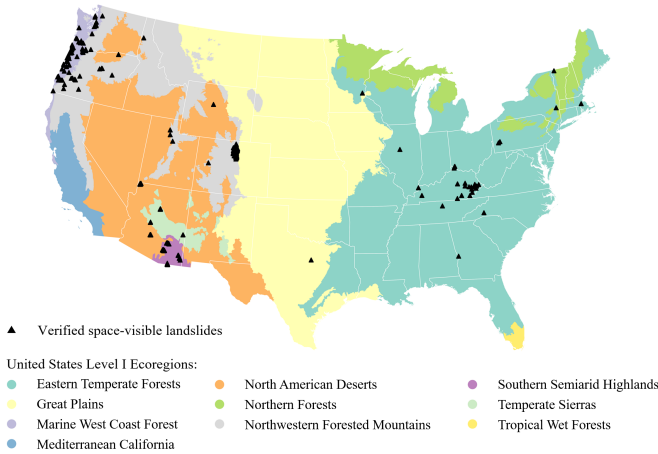 Verified space-visible landslides
United States Level I Ecoregions:
Eastern Temperate Forests
North American Deserts
Southern Semiarid Highlands
Great Plains
Northern Forests
Temperate Sierras
Marine West Coast Forest
Northwestern Forested Mountains
Tropical Wet Forests
Mediterranean California